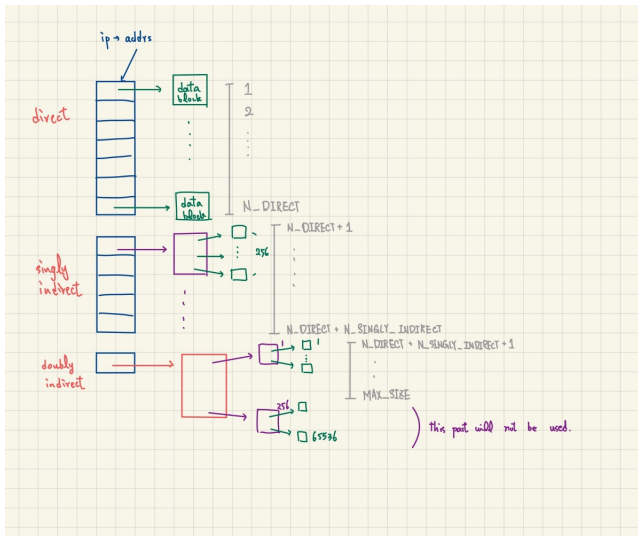 ip → addrs
direct
data
block
1
2
data
block
N_DIRECT
N_DIRECT + 1
singly
indirect
256
N_DIRECT + N_SINGLY_INDIRECT
doubly
indirect
1
1
N_DIRECT + N_SINGLY_INDIRECT + 1
MAX_SIZE
256
65536
this part will not be used.